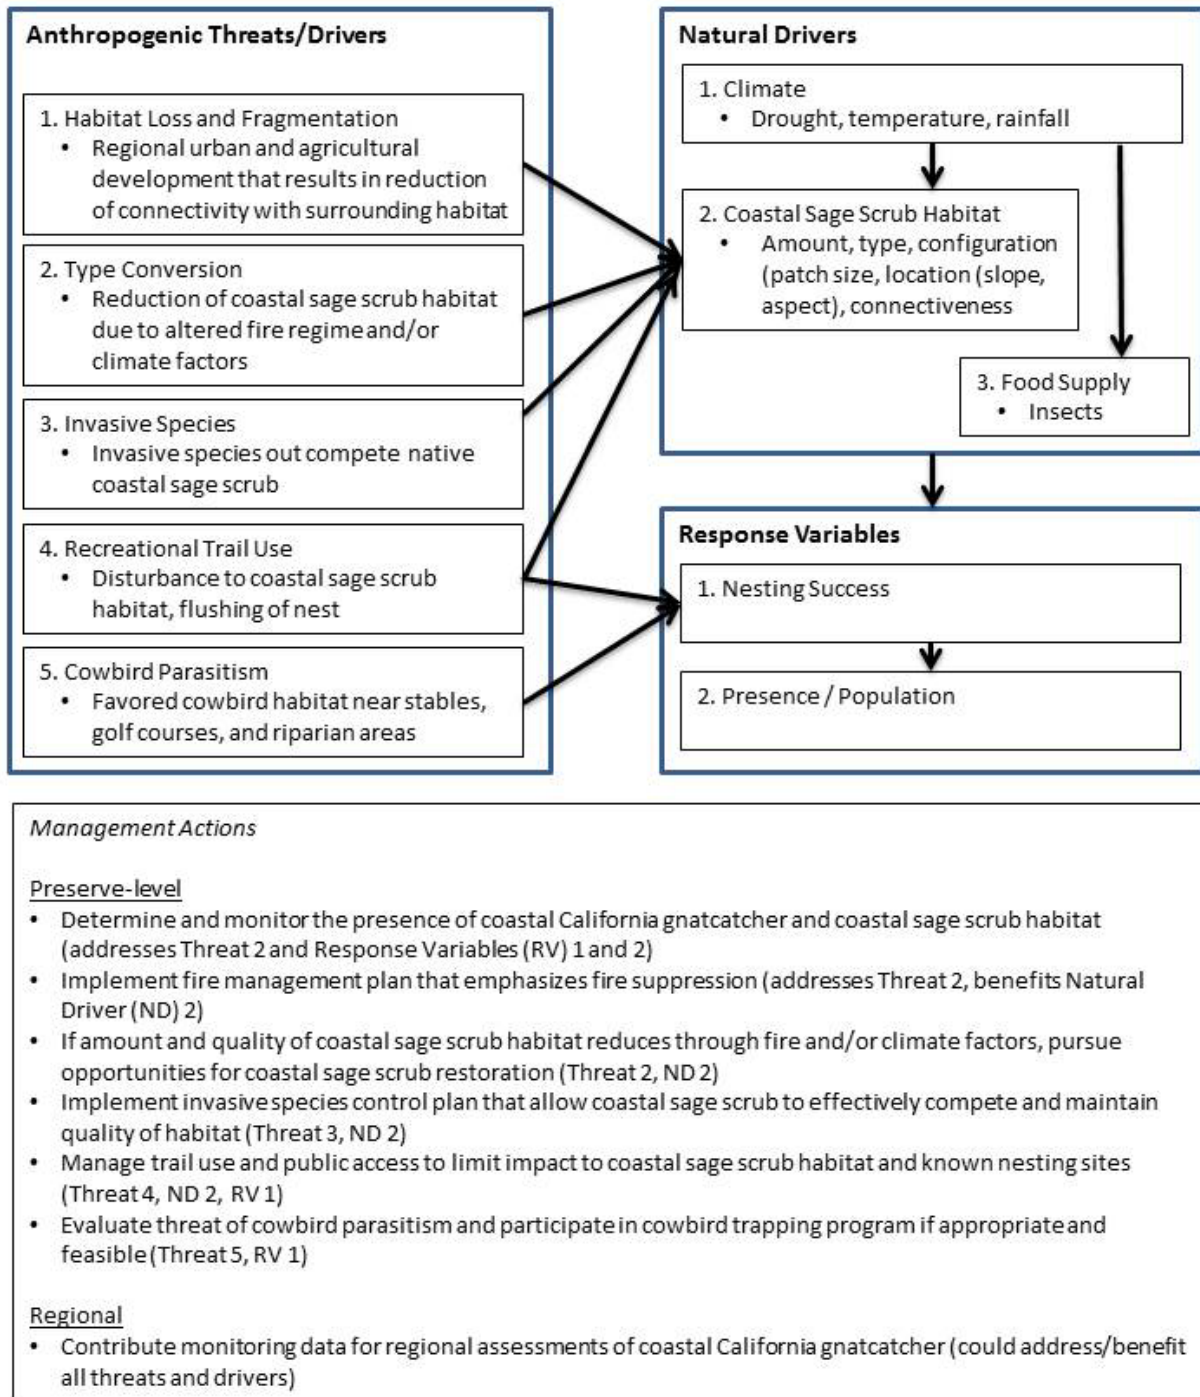 Anthropogenic Threats/Drivers
1. Habitat Loss and Fragmentation
• Regional urban and agricultural
development that results in reduction
of connectivity with surrounding habitat
2. Type Conversion
• Reduction of coastal sage scrub habitat
due to altered fire regime and/or
climate factors
3. Invasive Species
• Invasive species out compete native
coastal sage scrub
4. Recreational Trail Use
• Disturbance to coastal sage scrub
habitat, flushing of nest
5. Cowbird Parasitism
• Favored cowbird habitat near stables,
golf courses, and riparian areas
Natural Drivers
1. Climate
• Drought, temperature, rainfall
2. Coastal Sage Scrub Habitat
• Amount, type, configuration
(patch size, location (slope,
aspect), connectiveness
3. Food Supply
• Insects
Response Variables
1. Nesting Success
2. Presence / Population
Management Actions
Preserve-level
• Determine and monitor the presence of coastal California gnatcatcher and coastal sage scrub habitat
(addresses Threat 2 and Response Variables (RV) 1 and 2)
• Implement fire management plan that emphasizes fire suppression (addresses Threat 2, benefits Natural
Driver (ND) 2)
• If amount and quality of coastal sage scrub habitat reduces through fire and/or climate factors, pursue
opportunities for coastal sage scrub restoration (Threat 2, ND 2)
• Implement invasive species control plan that allow coastal sage scrub to effectively compete and maintain
quality of habitat (Threat 3, ND 2)
• Manage trail use and public access to limit impact to coastal sage scrub habitat and known nesting sites
(Threat 4, ND 2, RV 1)
• Evaluate threat of cowbird parasitism and participate in cowbird trapping program if appropriate and
feasible (Threat 5, RV 1)
Regional
• Contribute monitoring data for regional assessments of coastal California gnatcatcher (could address/benefit
all threats and drivers)